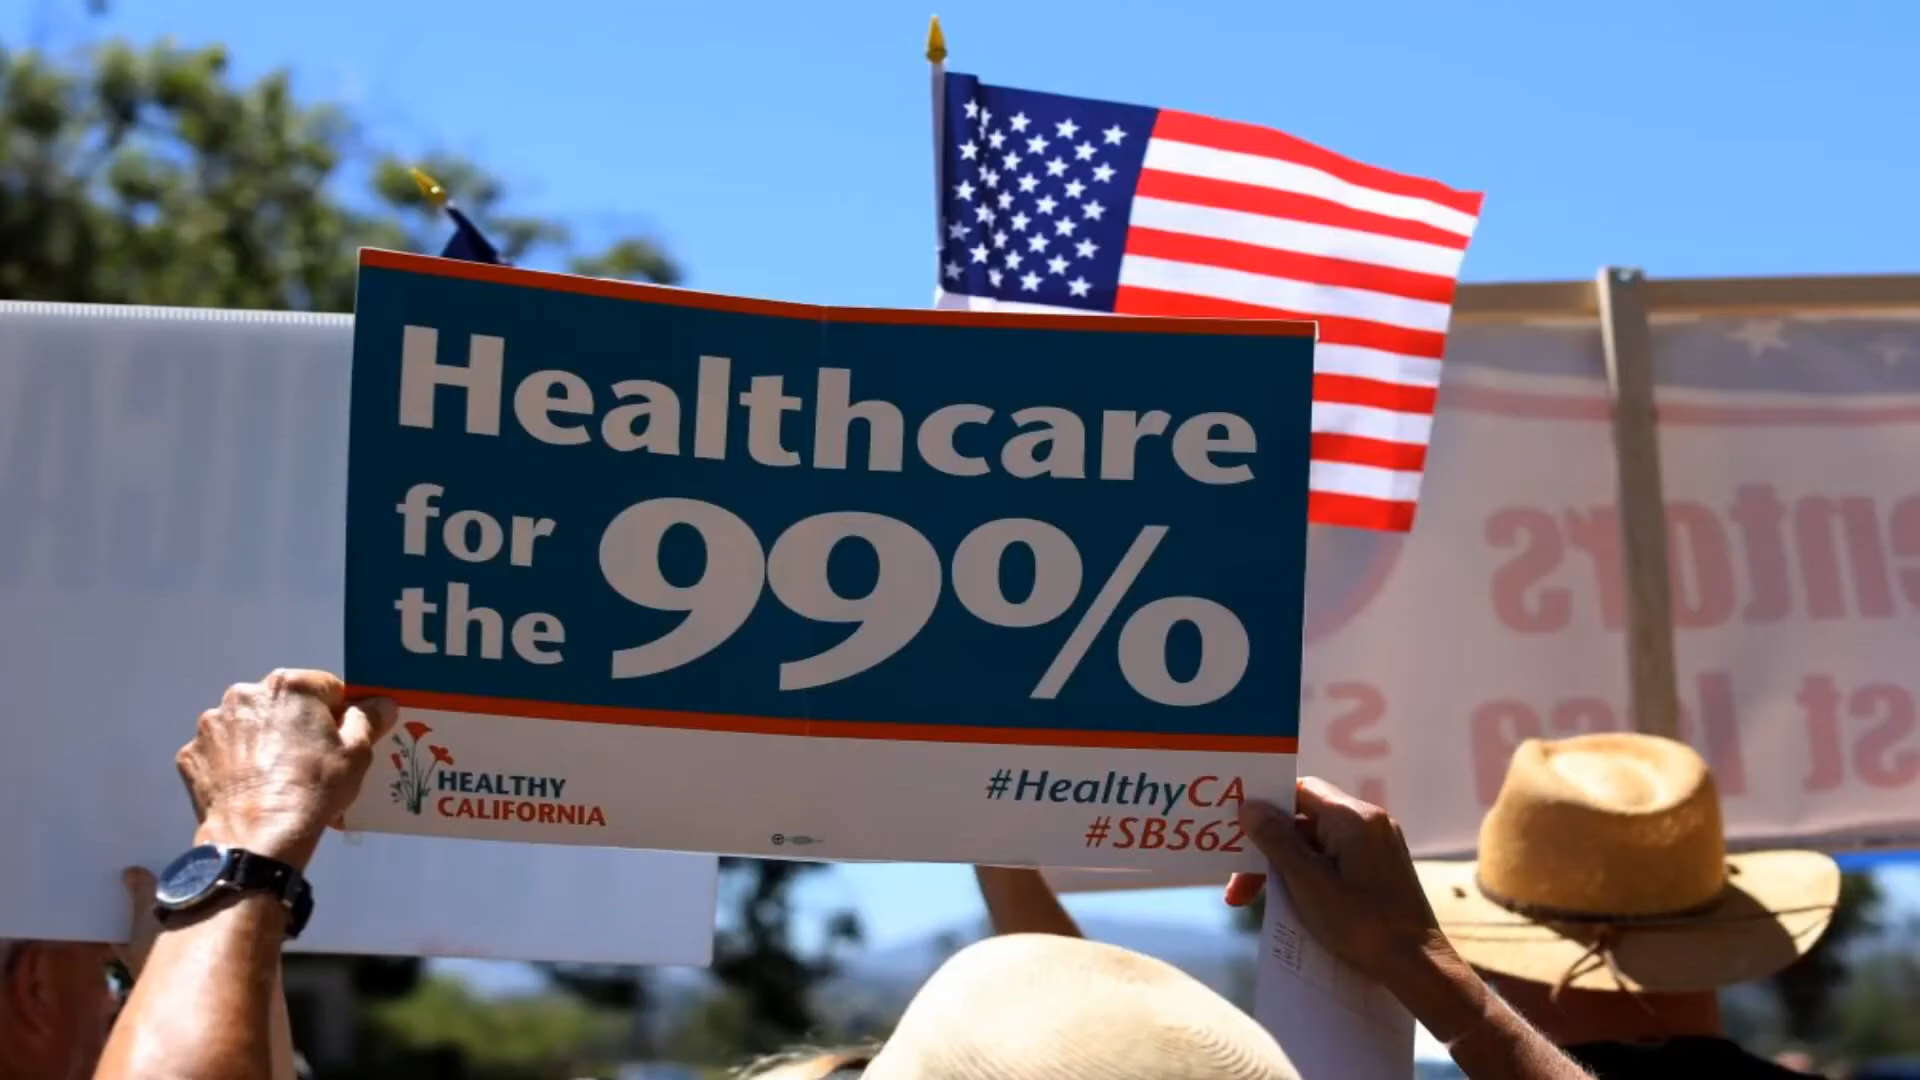 Healthcare
for
the 99%
HEALTHY
CALIFORNIA
#HealthyCA
#SB562